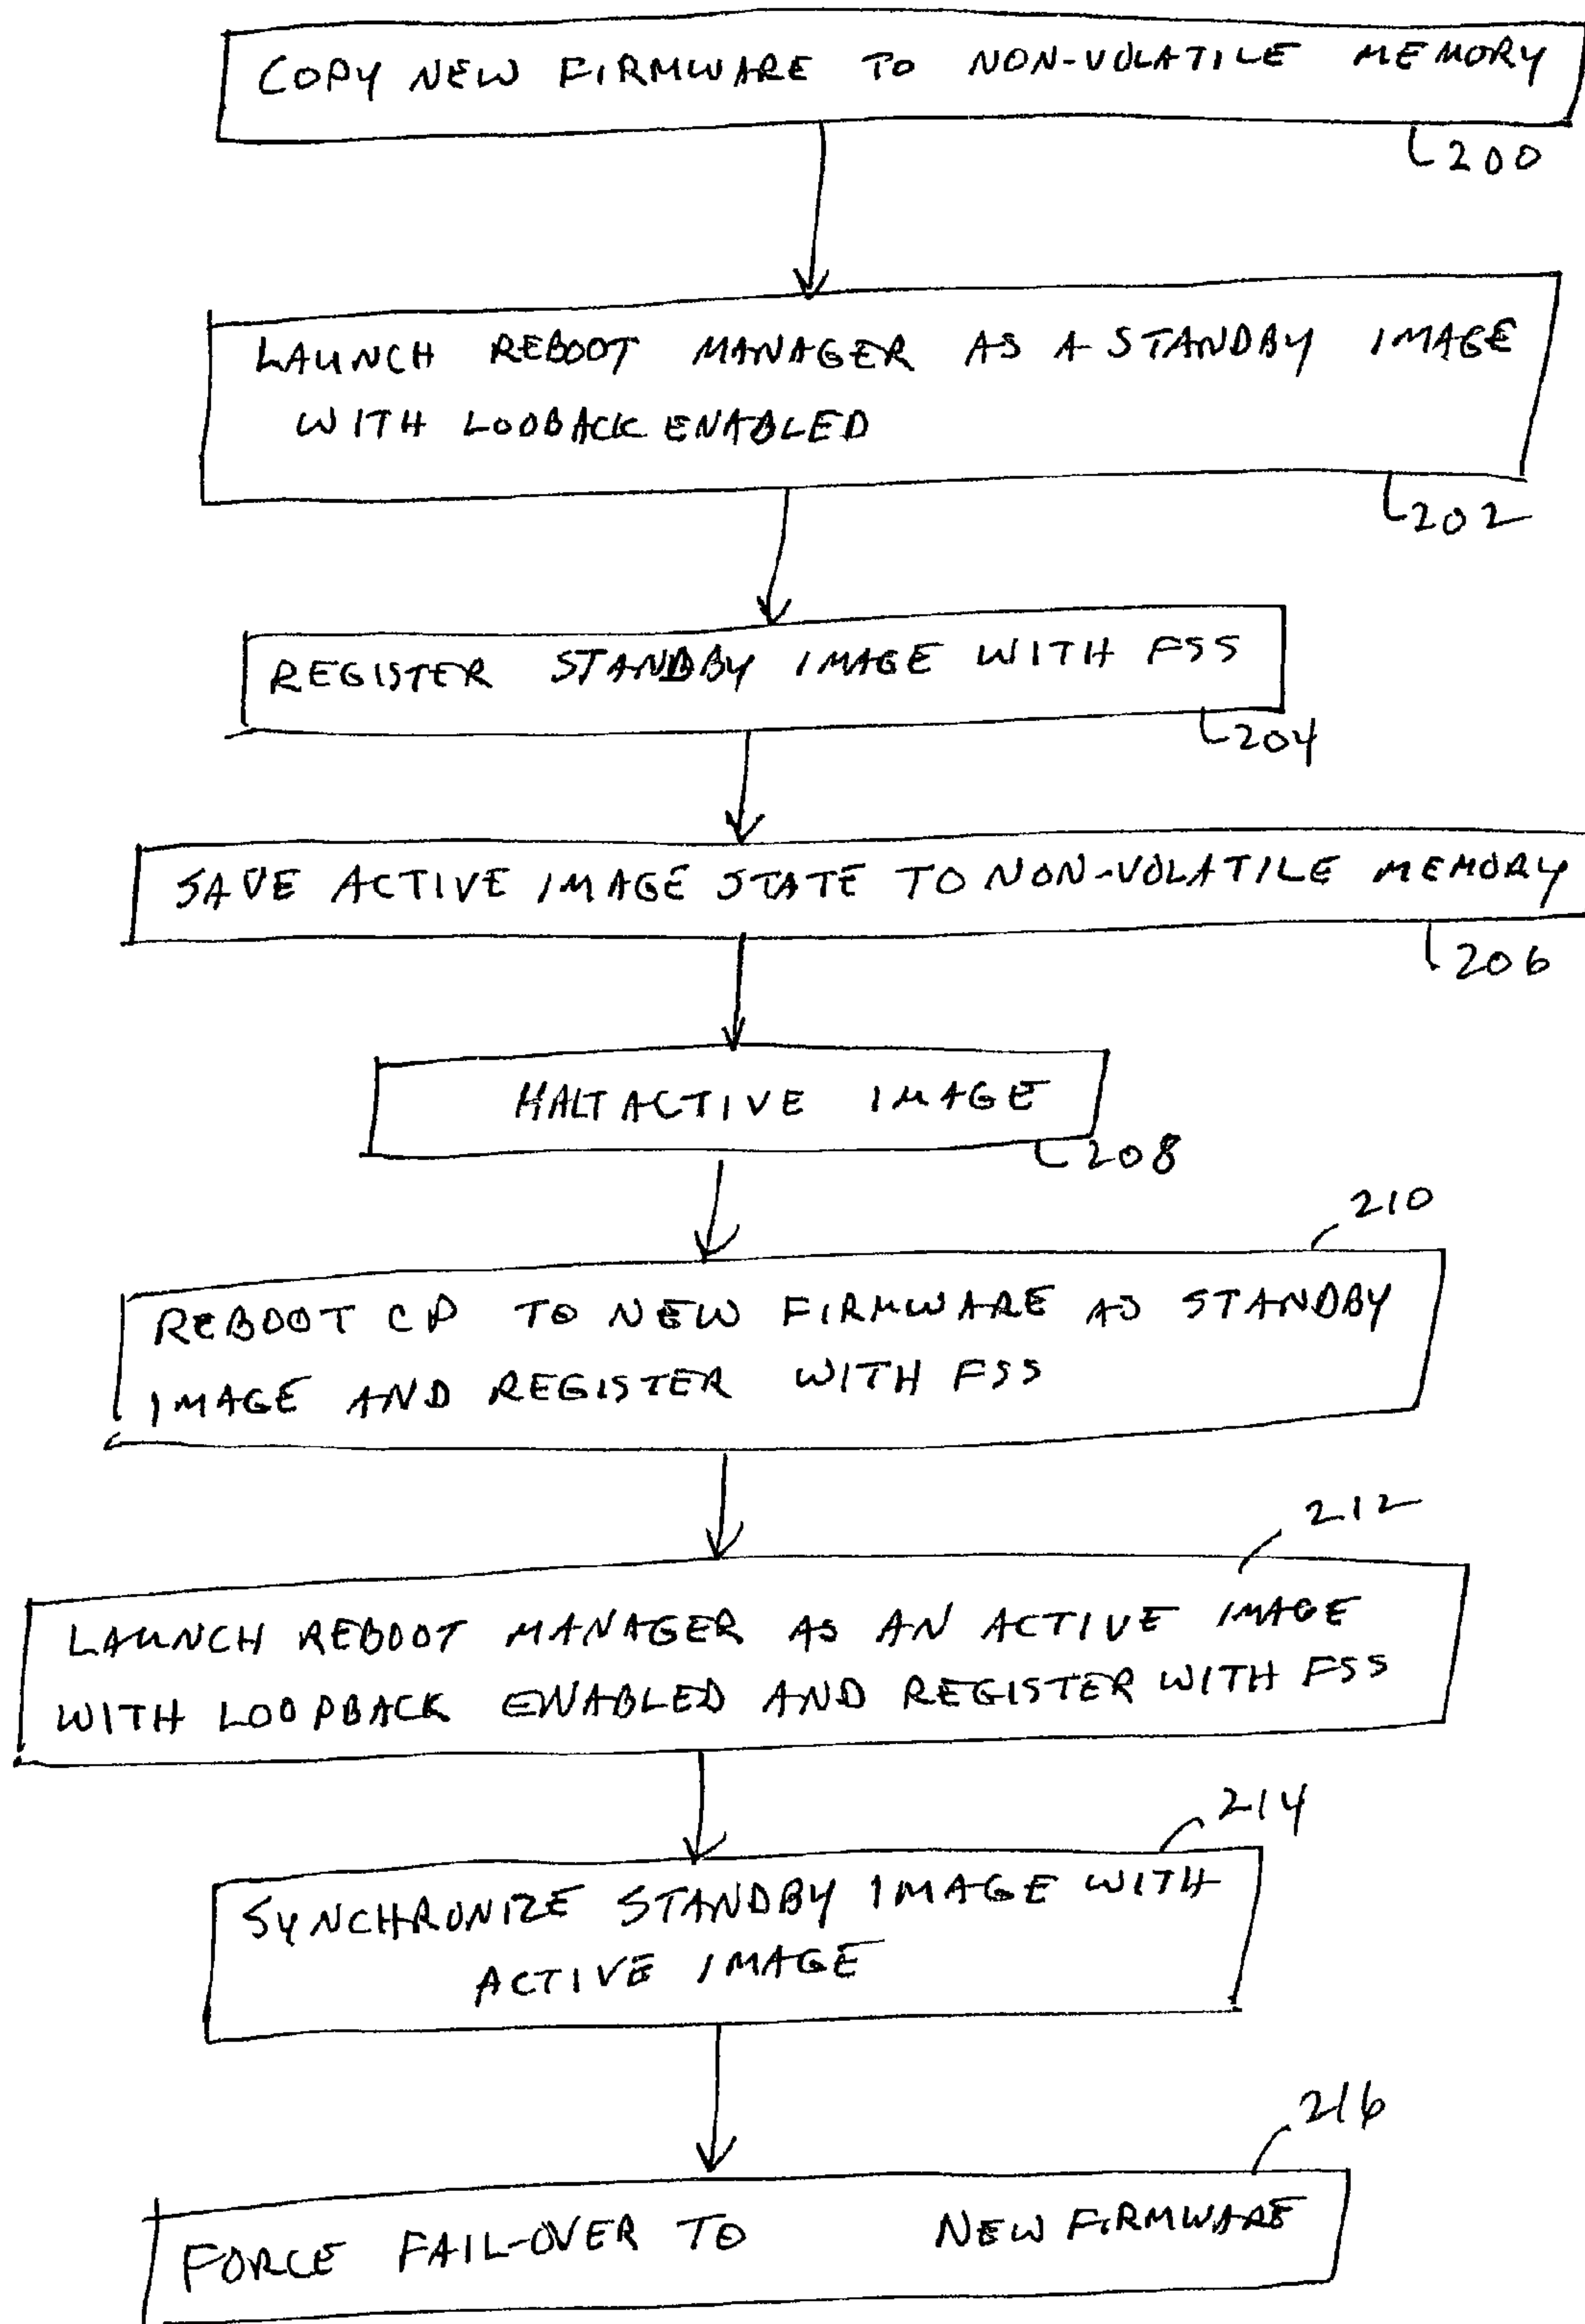 COPY NEW FIRMWARE TO NON-VOLATILE MEMORY
200
LAUNCH REBOOT MANAGER AS A STANDBY IMAGE
WITH LOOBACK ENABLED
202
REGISTER STANDBY IMAGE WITH FSS
204
SAVE ACTIVE IMAGE STATE TO NON-VOLATILE MEMORY
206
HALT ACTIVE IMAGE
208
210
REBOOT CP TO NEW FIRMWARE AS STANDBY
IMAGE AND REGISTER WITH FSS
212
LAUNCH REBOOT MANAGER AS AN ACTIVE IMAGE
WITH LOOPBACK ENABLED AND REGISTER WITH FSS
214
SYNCHRONIZE STANDBY IMAGE WITH
ACTIVE IMAGE
216
FORCE FAIL-OVER TO NEW FIRMWARE